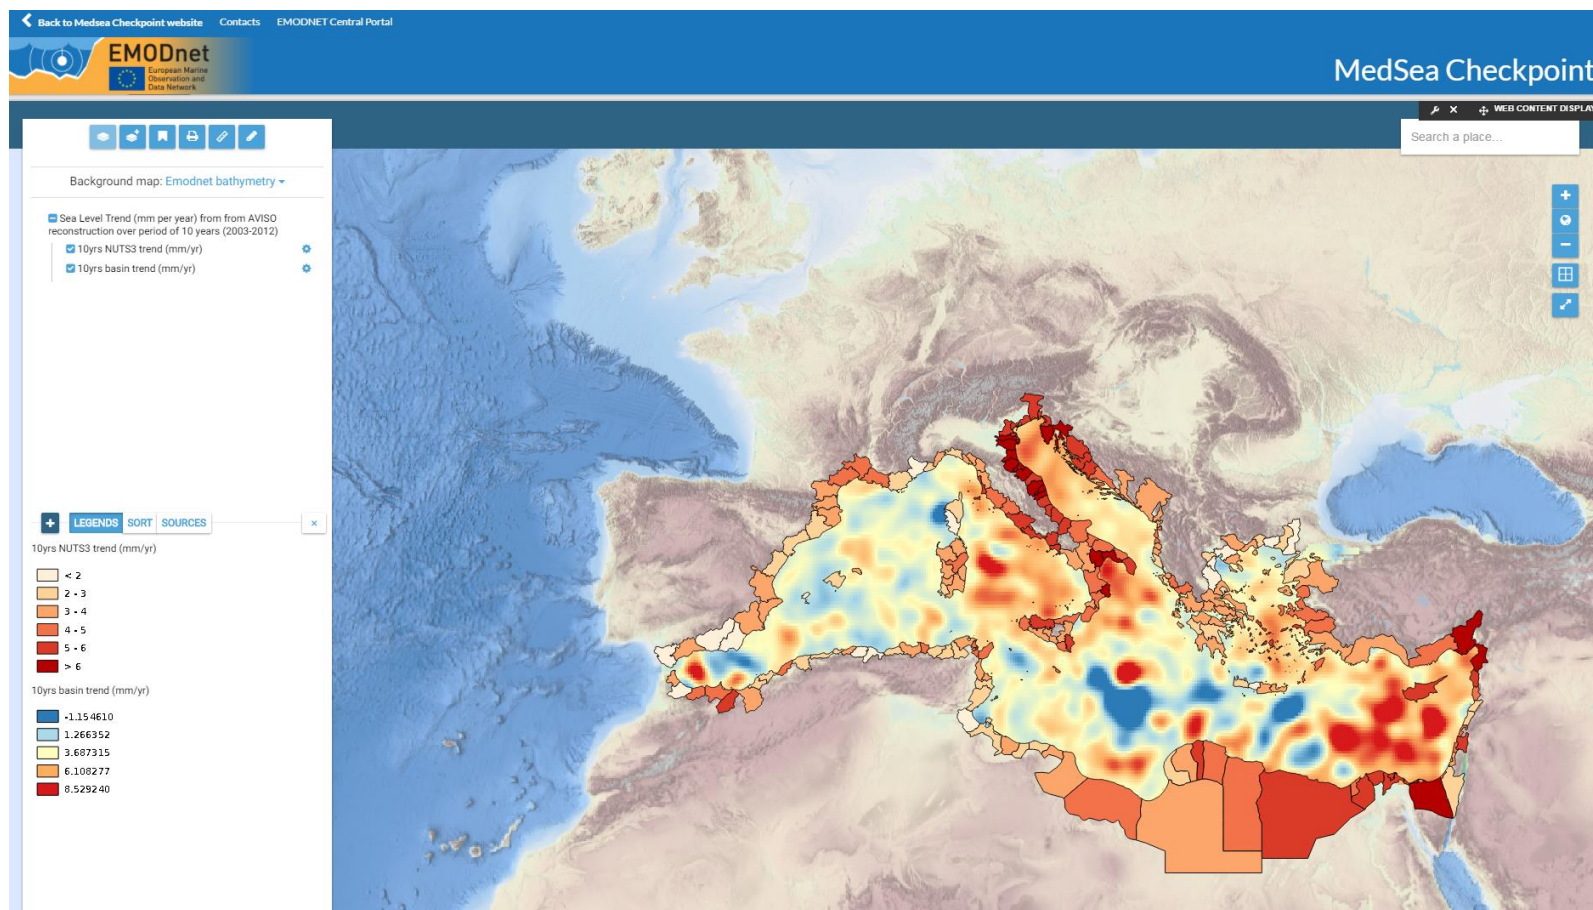 Back to Medsea Checkpoint website Contacts EMODNET Central Portal
EMODnet
European Marine
Observation and
Data Network
MedSea Checkpoint
WEB CONTENT DISPLA
Search a place...
Background map: Emodnet bathymetry
Sea Level Trend (mm per year) from from AVISO
reconstruction over period of 10 years (2003-2012)
10yrs NUTS3 trend (mm/yr)
10yrs basin trend (mm/yr)
LEGENDS SORT SOURCES
10yrs NUTS3 trend (mm/yr)
< 2
2 - 3
3 - 4
4 - 5
5 - 6
> 6
10yrs basin trend (mm/yr)
-1.154610
1.266352
3.687315
6.108277
8.529240